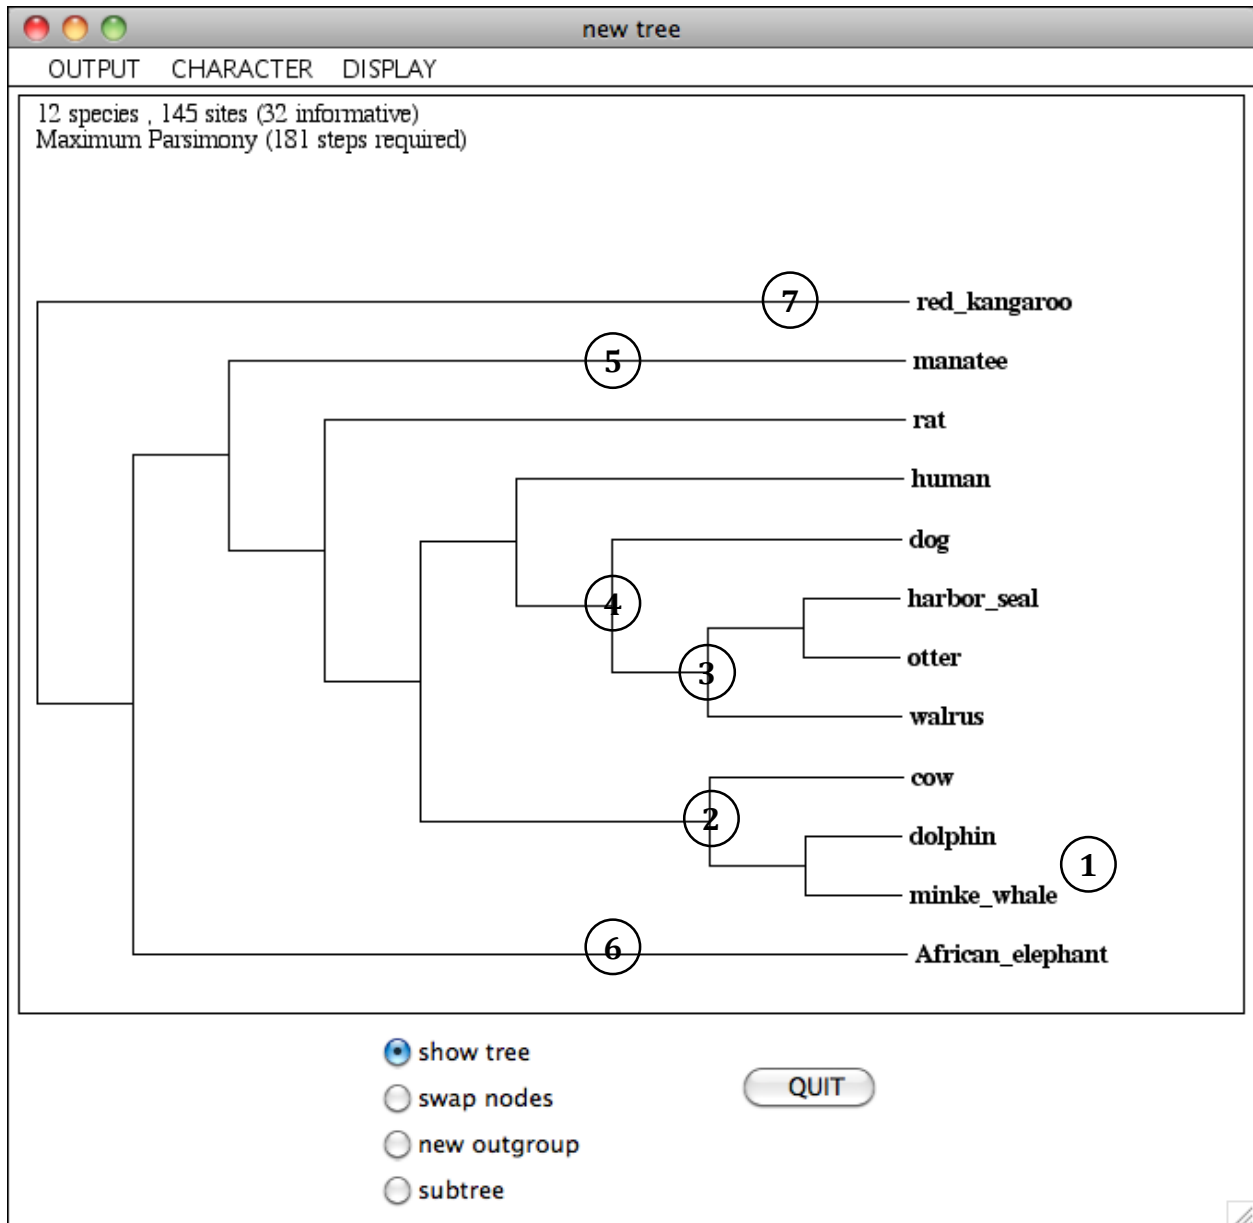 new tree
OUTPUT CHARACTER DISPLAY
12 species , 145 sites (32 informative)
Maximum Parsimony (181 steps required)
7 red_kangaroo
5 manatee
rat
human
dog
4 harbor_seal
otter
3
walrus
cow
2 dolphin
1
minke_whale
6 African_elephant
show tree
QUIT
swap nodes
new outgroup
subtree